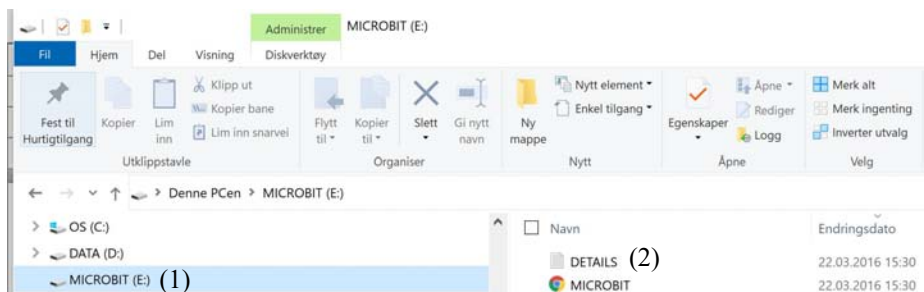 Administrer MICROBIT (E:)
Fil Hjem Del Visning Diskverktøy
Fest til Hurtigtilgang
Kopier
Lim inn
Klipp ut
Kopier bane
Lim inn snarvei
Utklippstavle
Flytt til
Kopier til
Slett
Gi nytt navn
Organiser
Ny mappe
Nytt element
Enkel tilgang
Nytt
Egenskaper
Åpne
Rediger
Logg
Åpne
Merk alt
Merk ingenting
Inverter utvalg
Velg
Denne PCen > MICROBIT (E:)
OS (C:)
DATA (D:)
MICROBIT (E:) (1)
Navn Endringsdato
DETAILS (2) 22.03.2016 15:30
MICROBIT 22.03.2016 15:30